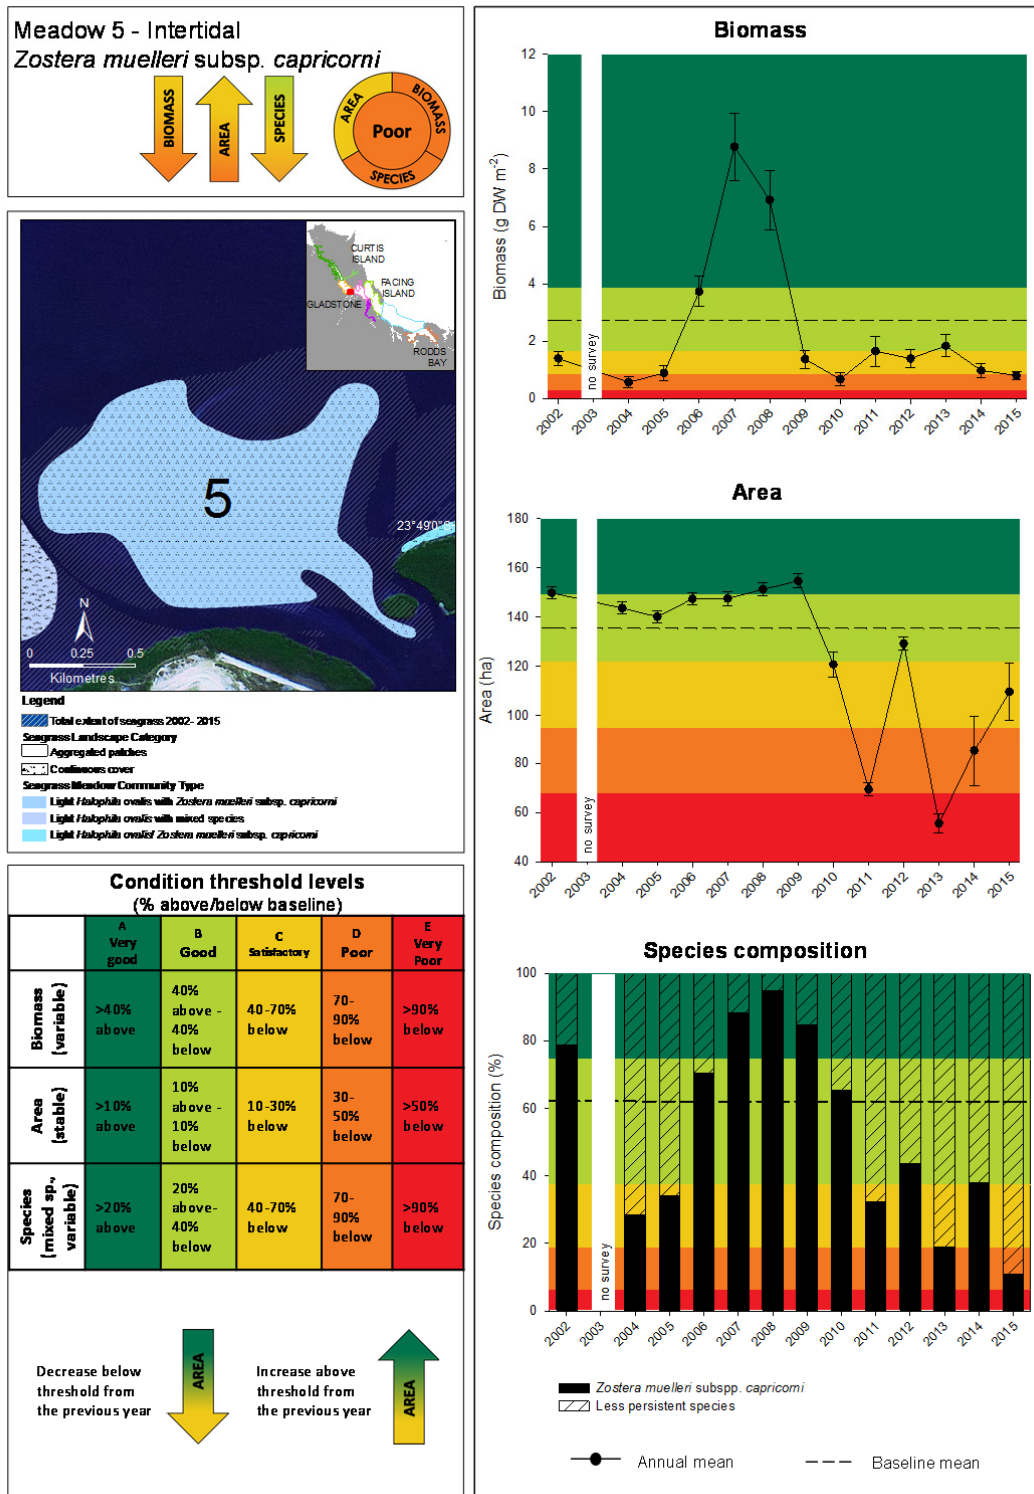 Meadow 5 - Intertidal
Zostera muelleri subsp. capricorni
BIOMASS
AREA
SPECIES
AREA
BIOMASS
SPECIES
Poor
CURTIS
ISLAND
FACING
ISLAND
GLADSTONE
RODDS
BAY
5
23°49'0"S
N
0 0.25 0.5
Kilometres
Legend
Total extent of seagrass 2002- 2015
Seagrass Landscape Category
Aggregated patches
Continuous cover
Seagrass Meadow Community Type
Light Halophila ovalis with Zostera muelleri subsp. capricorni
Light Halophila ovalis with mixed species
Light Halophila ovalis/ Zostera muelleri subsp. capricorni
Condition threshold levels
(% above/below baseline)
A
Very
good
B
Good
C
Satisfactory
D
Poor
E
Very
Poor
Biomass
(variable)
>40%
above
40%
above -
40%
below
40-70%
below
70-
90%
below
>90%
below
Area
(stable)
>10%
above
10%
above -
10%
below
10-30%
below
30-
50%
below
>50%
below
Species
(mixed sp.,
variable)
>20%
above
20%
above-
40%
below
40-70%
below
70-
90%
below
>90%
below
Decrease below
threshold from
the previous year
AREA
Increase above
threshold from
the previous year
AREA
Biomass
Biomass (g DW m-2)
12
10
8
6
4
2
0
no survey
2002 2003 2004 2005 2006 2007 2008 2009 2010 2011 2012 2013 2014 2015
Area
Area (ha)
180
160
140
120
100
80
60
40
no survey
2002 2003 2004 2005 2006 2007 2008 2009 2010 2011 2012 2013 2014 2015
Species composition
Species composition (%)
100
80
60
40
20
0
no survey
2002 2003 2004 2005 2006 2007 2008 2009 2010 2011 2012 2013 2014 2015
Zostera muelleri subspp. capricorni
Less persistent species
Annual mean
Baseline mean